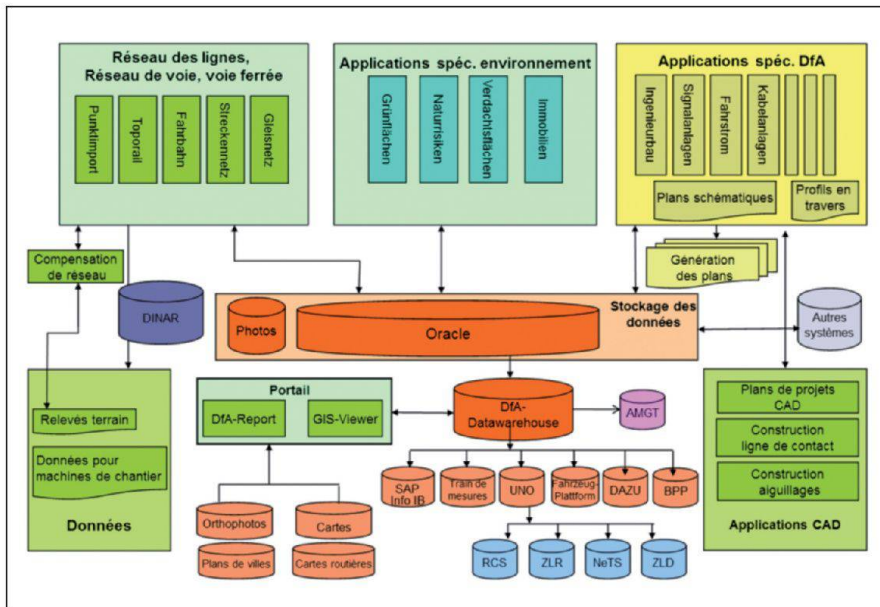 Réseau des lignes,
Réseau de voie, voie ferrée
Punktimport
Toporail
Fahrbahn
Streckennetz
Gleisnetz
Applications spéc. environnement
Grünflächen
Naturrisiken
Verdachtsflächen
Immobilien
Applications spéc. DfA
Ingenieurbau
Signalanlagen
Fahrstrom
Kabelanlagen
Plans schématiques
Profils en
travers
Compensation
de réseau
Génération
des plans
DINAR
Photos
Oracle
Stockage des
données
Autres
systèmes
Relevés terrain
Données pour
machines de chantier
Données
Portail
DfA-Report
GIS-Viewer
DfA-
Datawarehouse
AMGT
Plans de projets
CAD
Construction
ligne de contact
Construction
aiguillages
Applications CAD
SAP
Info IB
Train de
mesures
UNO
Fahrzeug-
Plattform
DAZU
BPP
Orthophotos
Cartes
Plans de villes
Cartes routières
RCS
ZLR
NeTS
ZLD